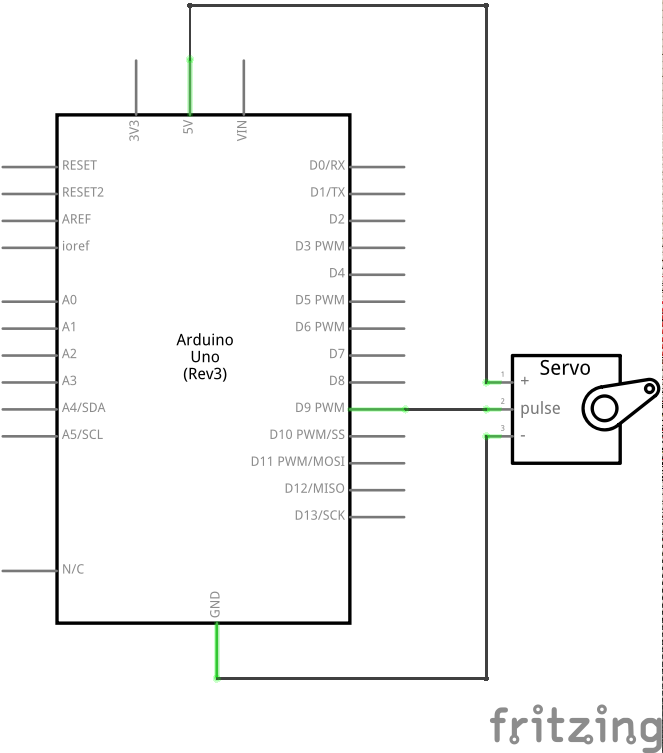 3V3
5V
VIN
RESET
RESET2
AREF
ioref
A0
A1
A2
A3
A4/SDA
A5/SCL
N/C
Arduino
Uno
(Rev3)
D0/RX
D1/TX
D2
D3 PWM
D4
D5 PWM
D6 PWM
D7
D8
D9 PWM
D10 PWM/SS
D11 PWM/MOSI
D12/MISO
D13/SCK
GND
Servo
1
+
2
pulse
3
-
fritzing